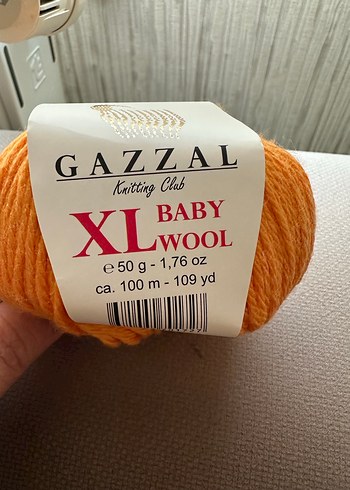 GAZZAL
Knitting Club
XL BABY
WOOL
℮ 50 g - 1,76 oz
ca. 100 m - 109 yd